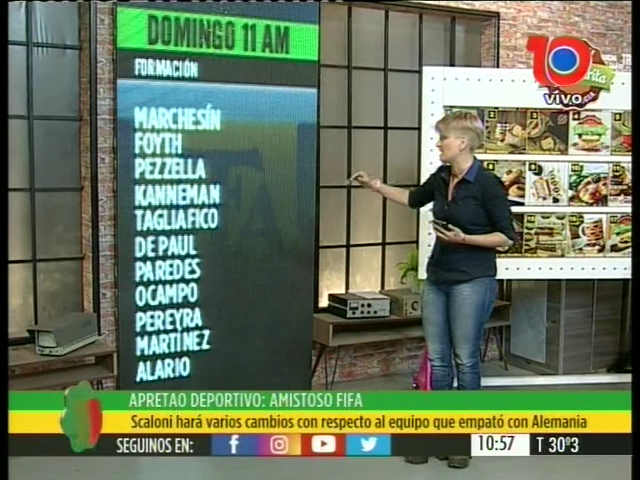 DOMINGO 11 AM
FORMACIÓN
MARCHESÍN
FOYTH
PEZZELLA
KANNEMAN
TAGLIAFICO
DE PAUL
PAREDES
OCAMPO
PEREYRA
MARTÍNEZ
ALARIO
10
VIVO
APRETAO DEPORTIVO: AMISTOSO FIFA
Scaloni hará varios cambios con respecto al equipo que empató con Alemania
SEGUINOS EN:
10:57 T 30º3